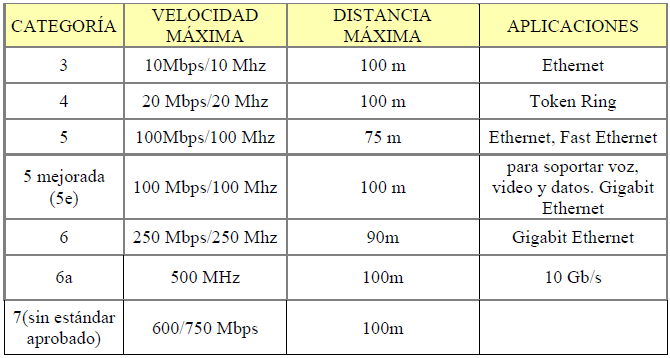 CATEGORÍA VELOCIDAD MÁXIMA DISTANCIA MÁXIMA APLICACIONES
3 10Mbps/10 Mhz 100 m Ethernet
4 20 Mbps/20 Mhz 100 m Token Ring
5 100Mbps/100 Mhz 75 m Ethernet, Fast Ethernet
5 mejorada (5e) 100 Mbps/100 Mhz 100 m para soportar voz, video y datos. Gigabit Ethernet
6 250 Mbps/250 Mhz 90m Gigabit Ethernet
6a 500 MHz 100m 10 Gb/s
7(sin estándar aprobado) 600/750 Mbps 100m